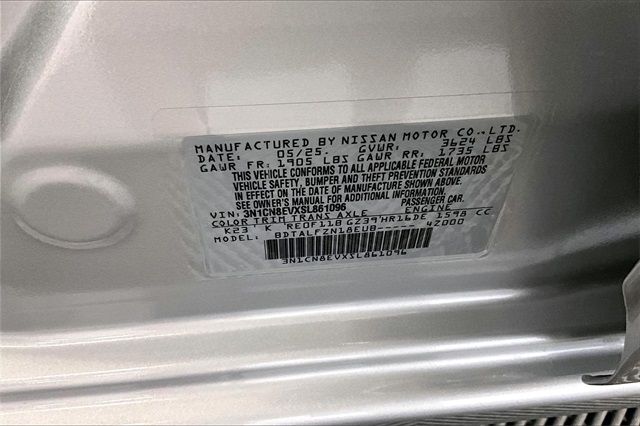 MANUFACTURED BY NISSAN MOTOR CO., LTD.
DATE: 05/25. GVWR: 3624 LBS
GAWR FR: 1905 LBS GAWR RR: 1735 LBS
THIS VEHICLE CONFORMS TO ALL APPLICABLE FEDERAL MOTOR
VEHICLE SAFETY, BUMPER AND THEFT PREVENTION STANDARDS
IN EFFECT ON THE DATE OF MANUFACTURE SHOWN ABOVE.
SEE OWNER'S MANUAL FOR ADDITIONAL INFORMATION
VIN: 3N1CN8EVXSL861096 PASSENGER CAR.
COLOR TRIM TRANS AXLE ENGINE
K23 K RE0F11B GZ39 HR16DE 1598 CC
MODEL: BDTALFZN18EUB----- 4Z000
3N1CN8EVXSL861096